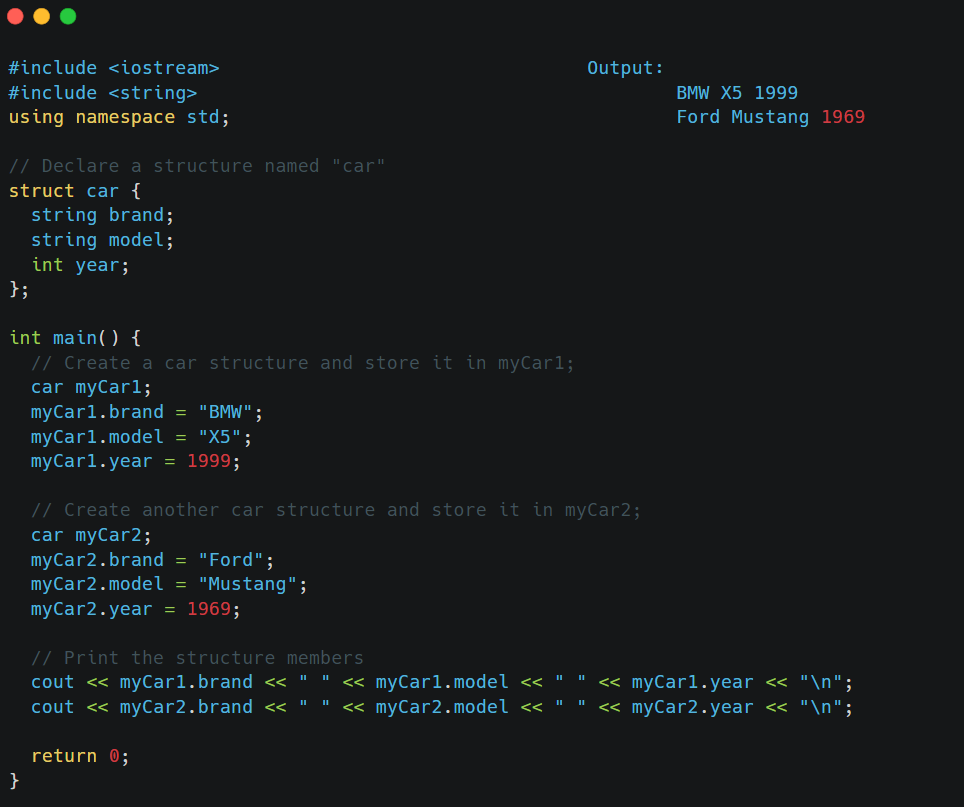 #include <iostream>
#include <string>
using namespace std;
// Declare a structure named "car"
struct car {
  string brand;
  string model;
  int year;
};
int main() {
  // Create a car structure and store it in myCar1;
  car myCar1;
  myCar1.brand = "BMW";
  myCar1.model = "X5";
  myCar1.year = 1999;
  // Create another car structure and store it in myCar2;
  car myCar2;
  myCar2.brand = "Ford";
  myCar2.model = "Mustang";
  myCar2.year = 1969;
  // Print the structure members
  cout << myCar1.brand << " " << myCar1.model << " " << myCar1.year << "\n";
  cout << myCar2.brand << " " << myCar2.model << " " << myCar2.year << "\n";
  return 0;
}
Output:
BMW X5 1999
Ford Mustang 1969